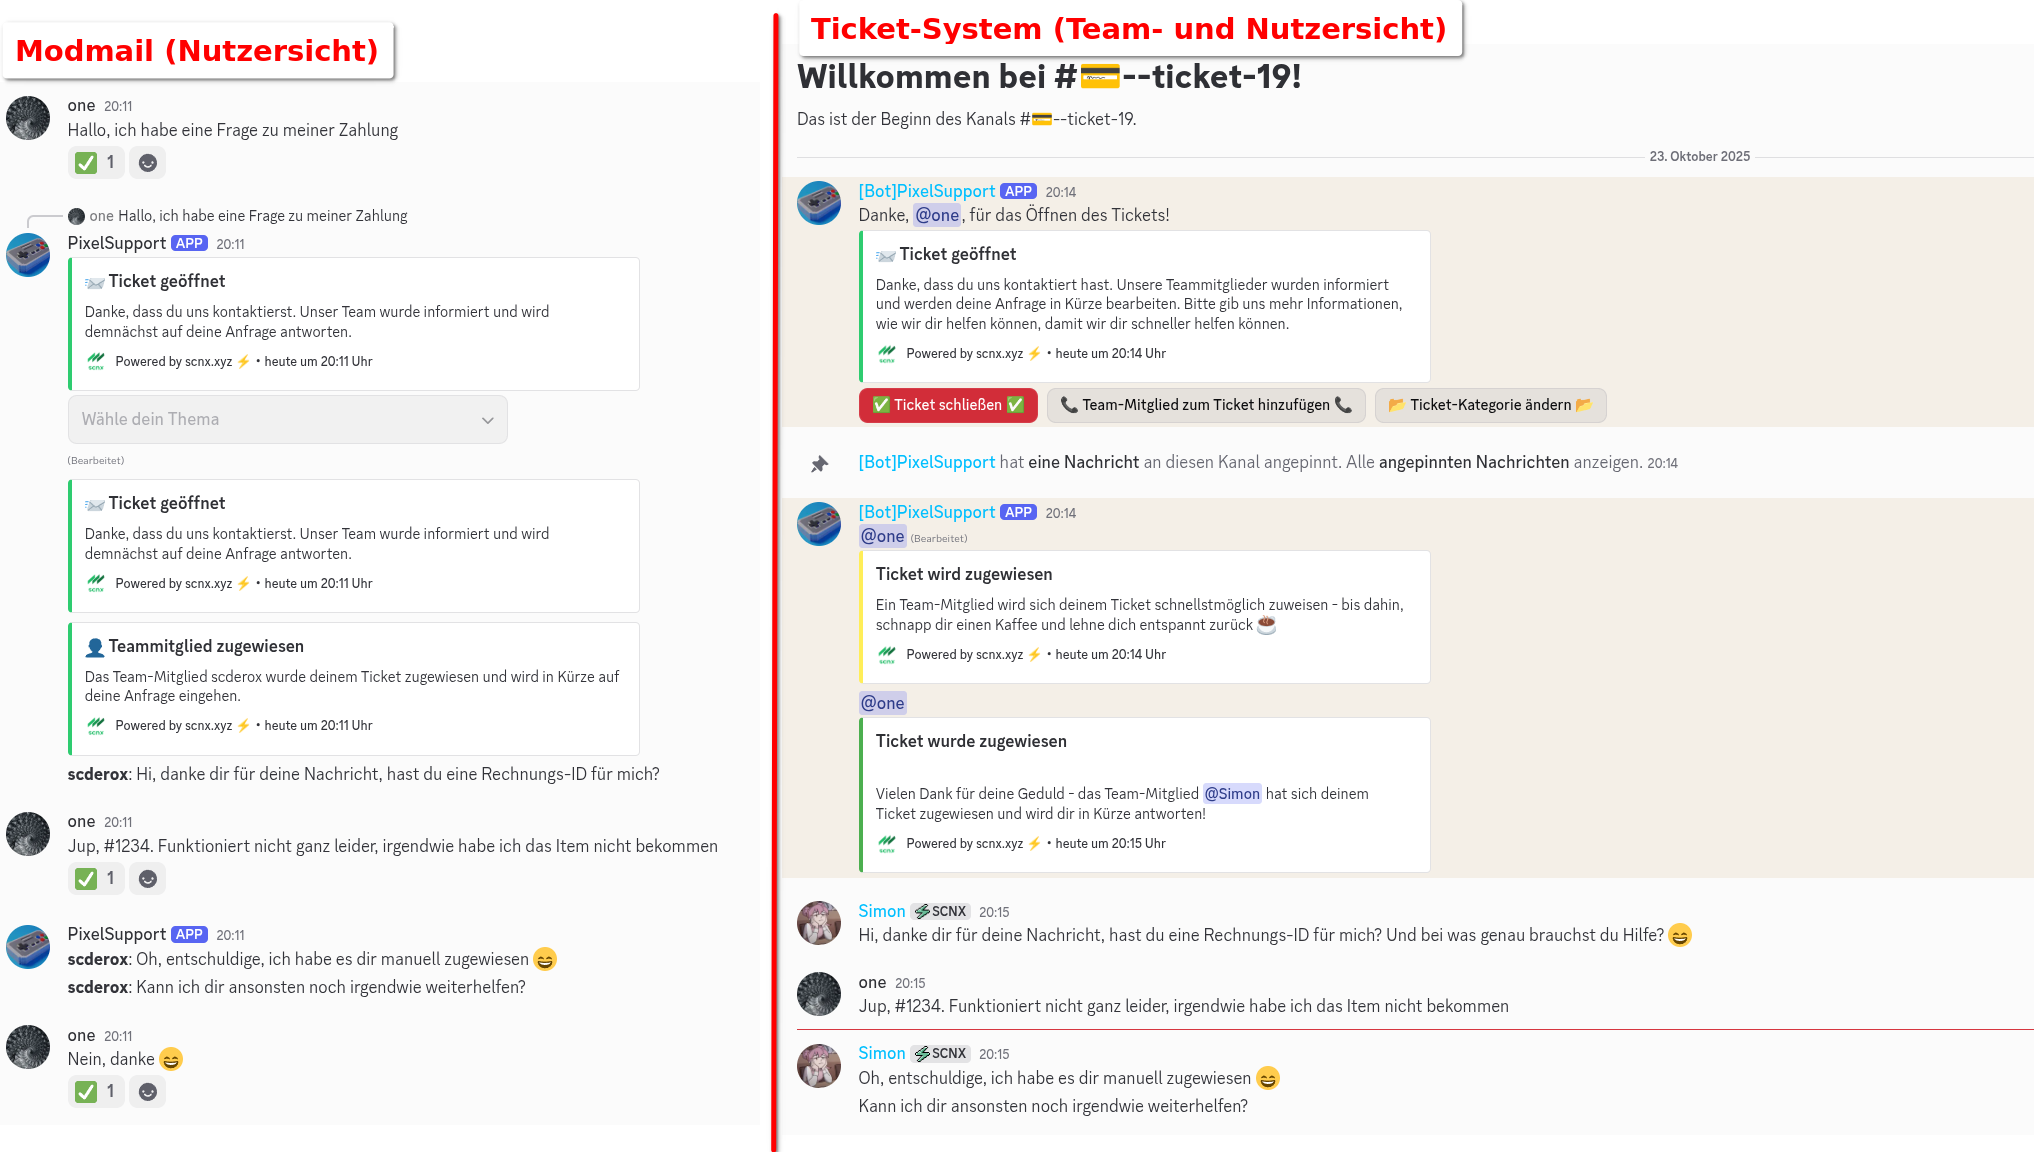 Modmail (Nutzersicht)
one 20:11
Hallo, ich habe eine Frage zu meiner Zahlung
✅ 1
one Hallo, ich habe eine Frage zu meiner Zahlung
PixelSupport APP 20:11
📨 Ticket geöffnet
Danke, dass du uns kontaktierst. Unser Team wurde informiert und wird
demnächst auf deine Anfrage antworten.
scnx Powered by scnx.xyz ⚡ • heute um 20:11 Uhr
Wähle dein Thema
(Bearbeitet)
📨 Ticket geöffnet
Danke, dass du uns kontaktierst. Unser Team wurde informiert und wird
demnächst auf deine Anfrage antworten.
scnx Powered by scnx.xyz ⚡ • heute um 20:11 Uhr
👤 Teammitglied zugewiesen
Das Team-Mitglied scderox wurde deinem Ticket zugewiesen und wird in Kürze auf
deine Anfrage eingehen.
scnx Powered by scnx.xyz ⚡ • heute um 20:11 Uhr
scderox: Hi, danke dir für deine Nachricht, hast du eine Rechnungs-ID für mich?
one 20:11
Jup, #1234. Funktioniert nicht ganz leider, irgendwie habe ich das Item nicht bekommen
✅ 1
PixelSupport APP 20:11
scderox: Oh, entschuldige, ich habe es dir manuell zugewiesen 😄
scderox: Kann ich dir ansonsten noch irgendwie weiterhelfen?
one 20:11
Nein, danke 😄
✅ 1
Ticket-System (Team- und Nutzersicht)
Willkommen bei #💳--ticket-19!
Das ist der Beginn des Kanals #💳--ticket-19.
23. Oktober 2025
[Bot]PixelSupport APP 20:14
Danke, @one, für das Öffnen des Tickets!
📨 Ticket geöffnet
Danke, dass du uns kontaktiert hast. Unsere Teammitglieder wurden informiert
und werden deine Anfrage in Kürze bearbeiten. Bitte gib uns mehr Informationen,
wie wir dir helfen können, damit wir dir schneller helfen können.
scnx Powered by scnx.xyz ⚡ • heute um 20:14 Uhr
✅ Ticket schließen ✅ 📞 Team-Mitglied zum Ticket hinzufügen 📞 📂 Ticket-Kategorie ändern 📂
[Bot]PixelSupport hat eine Nachricht an diesen Kanal angepinnt. Alle angepinnten Nachrichten anzeigen. 20:14
[Bot]PixelSupport APP 20:14
@one (Bearbeitet)
Ticket wird zugewiesen
Ein Team-Mitglied wird sich deinem Ticket schnellstmöglich zuweisen - bis dahin,
schnapp dir einen Kaffee und lehne dich entspannt zurück ☕
scnx Powered by scnx.xyz ⚡ • heute um 20:14 Uhr
@one
Ticket wurde zugewiesen
Vielen Dank für deine Geduld - das Team-Mitglied @Simon hat sich deinem
Ticket zugewiesen und wird dir in Kürze antworten!
scnx Powered by scnx.xyz ⚡ • heute um 20:15 Uhr
Simon SCNX 20:15
Hi, danke dir für deine Nachricht, hast du eine Rechnungs-ID für mich? Und bei was genau brauchst du Hilfe? 😄
one 20:15
Jup, #1234. Funktioniert nicht ganz leider, irgendwie habe ich das Item nicht bekommen
Simon SCNX 20:15
Oh, entschuldige, ich habe es dir manuell zugewiesen 😄
Kann ich dir ansonsten noch irgendwie weiterhelfen?